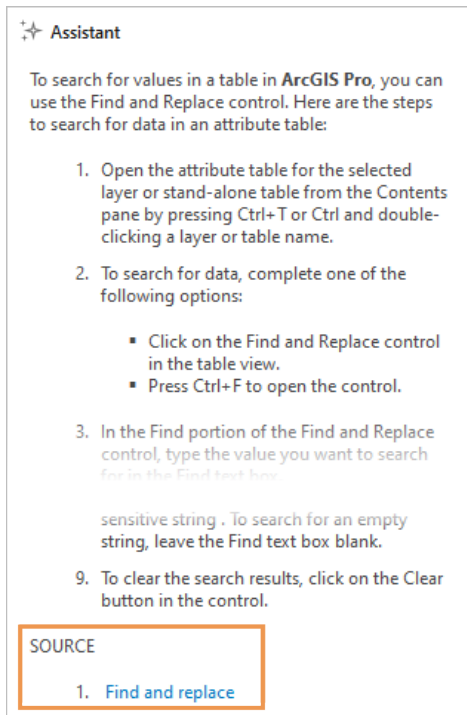 Assistant
To search for values in a table in ArcGIS Pro, you can
use the Find and Replace control. Here are the steps
to search for data in an attribute table:
1. Open the attribute table for the selected
layer or stand-alone table from the Contents
pane by pressing Ctrl+T or Ctrl and double-
clicking a layer or table name.
2. To search for data, complete one of the
following options:
▪ Click on the Find and Replace control
in the table view.
▪ Press Ctrl+F to open the control.
3. In the Find portion of the Find and Replace
control, type the value you want to search
for in the Find text box
sensitive string . To search for an empty
string, leave the Find text box blank.
9. To clear the search results, click on the Clear
button in the control.
SOURCE
1. Find and replace